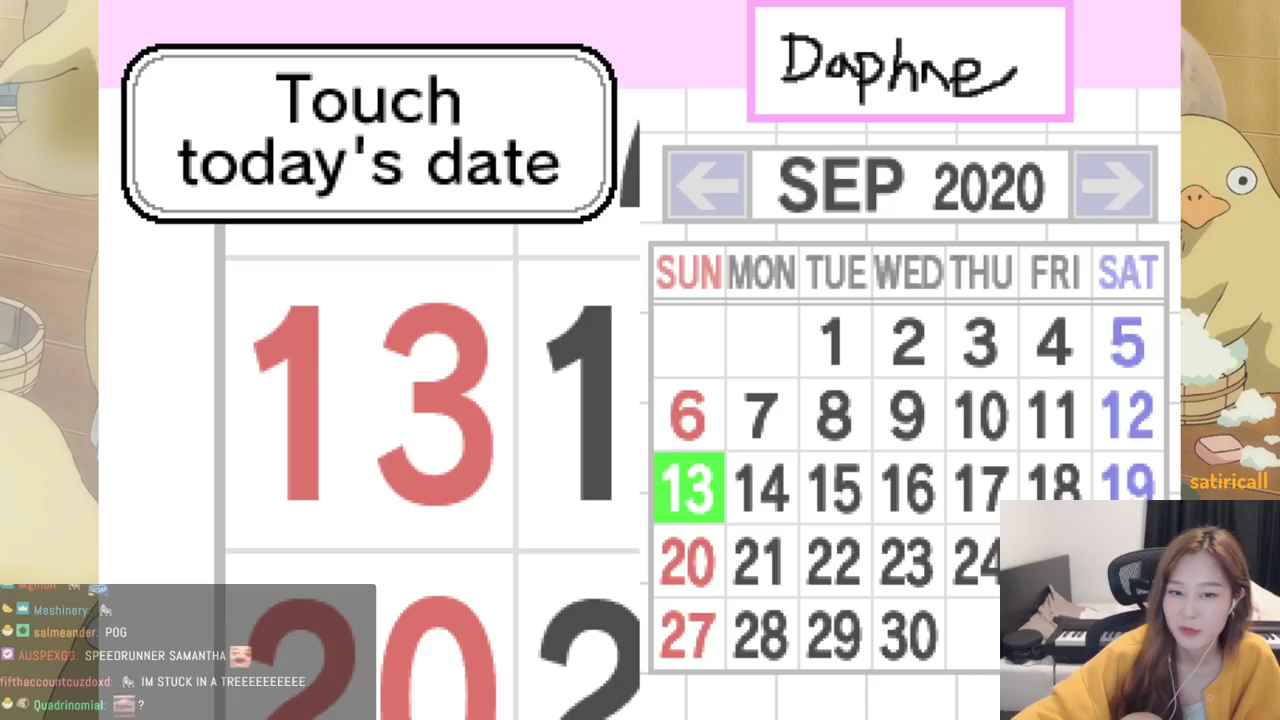 Touch
today's date
Daphne
SEP 2020
SUN MON TUE WED THU FRI SAT
1 2 3 4 5
6 7 8 9 10 11 12
13 14 15 16 17 18 19
20 21 22 23 24
27 28 29 30
13 1
20 2
satiricall
Meshinery:
salmeander: POG
AUSPEXGG: SPEEDRUNNER SAMANTHA
fifthaccountcuzdoxd: IM STUCK IN A TREEEEEEEEEE
Quadrinomial: ?